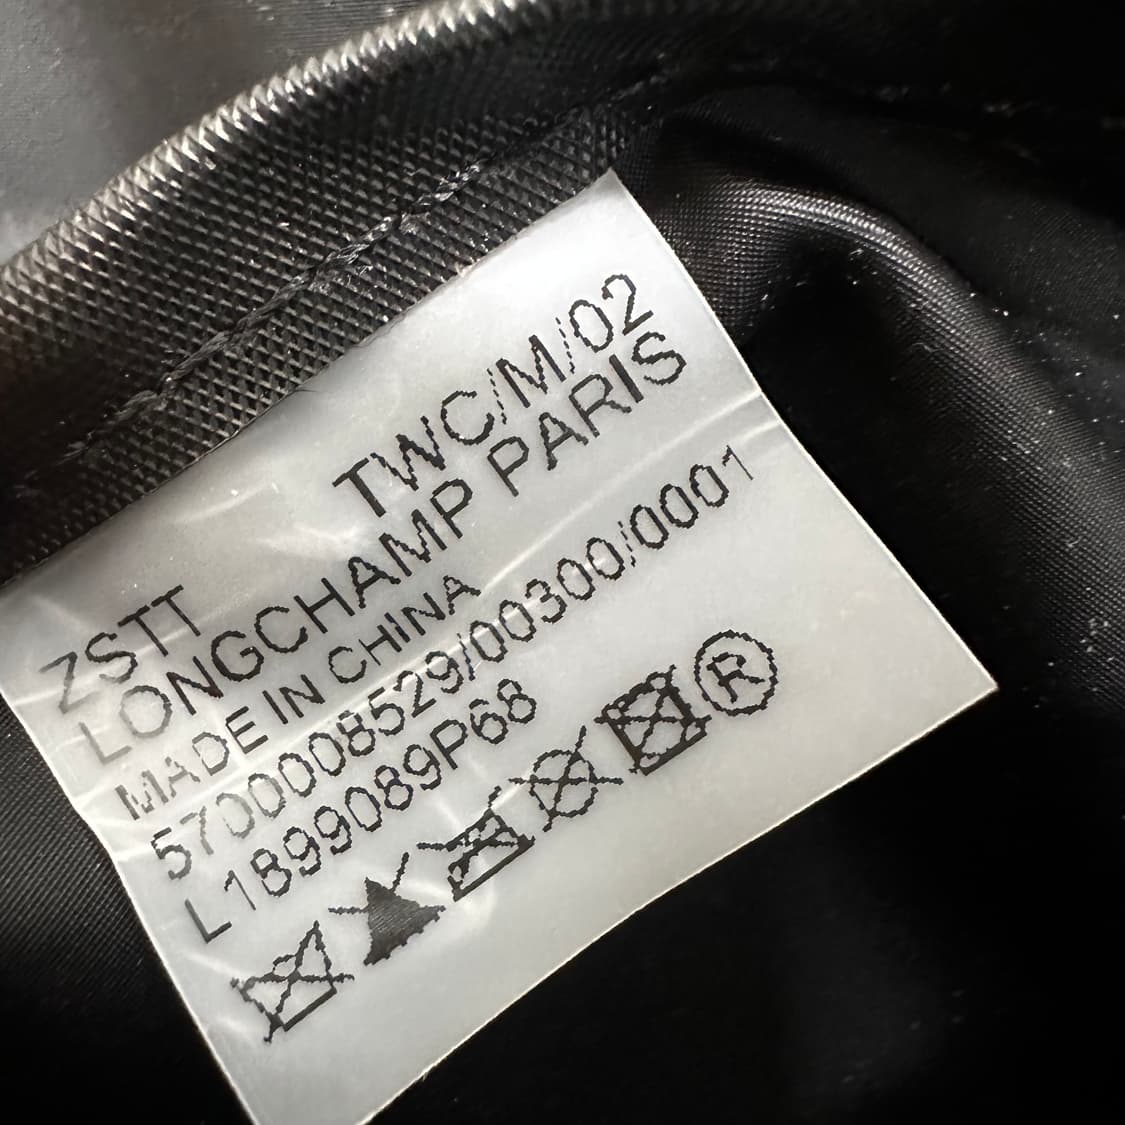 ZSTT TWC/M/02
LONGCHAMP PARIS
MADE IN CHINA
5700008529/00300/0001
L1899089P68
®